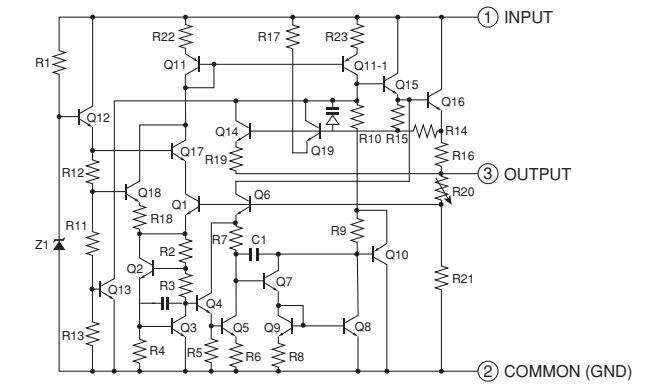 1 INPUT
R22
R17
R23
R1
Q11
Q11-1
Q15
Q16
Q12
Q14
Q19
R10
R15
R14
R19
R16
Q17
R12
3 OUTPUT
Q18
Q6
R20
Q1
R18
R11
R7
C1
R9
Q10
Z1
R2
Q2
Q7
R21
R3
Q13
Q4
Q3
Q5
Q9
Q8
R13
R4
R5
R6
R8
2 COMMON (GND)